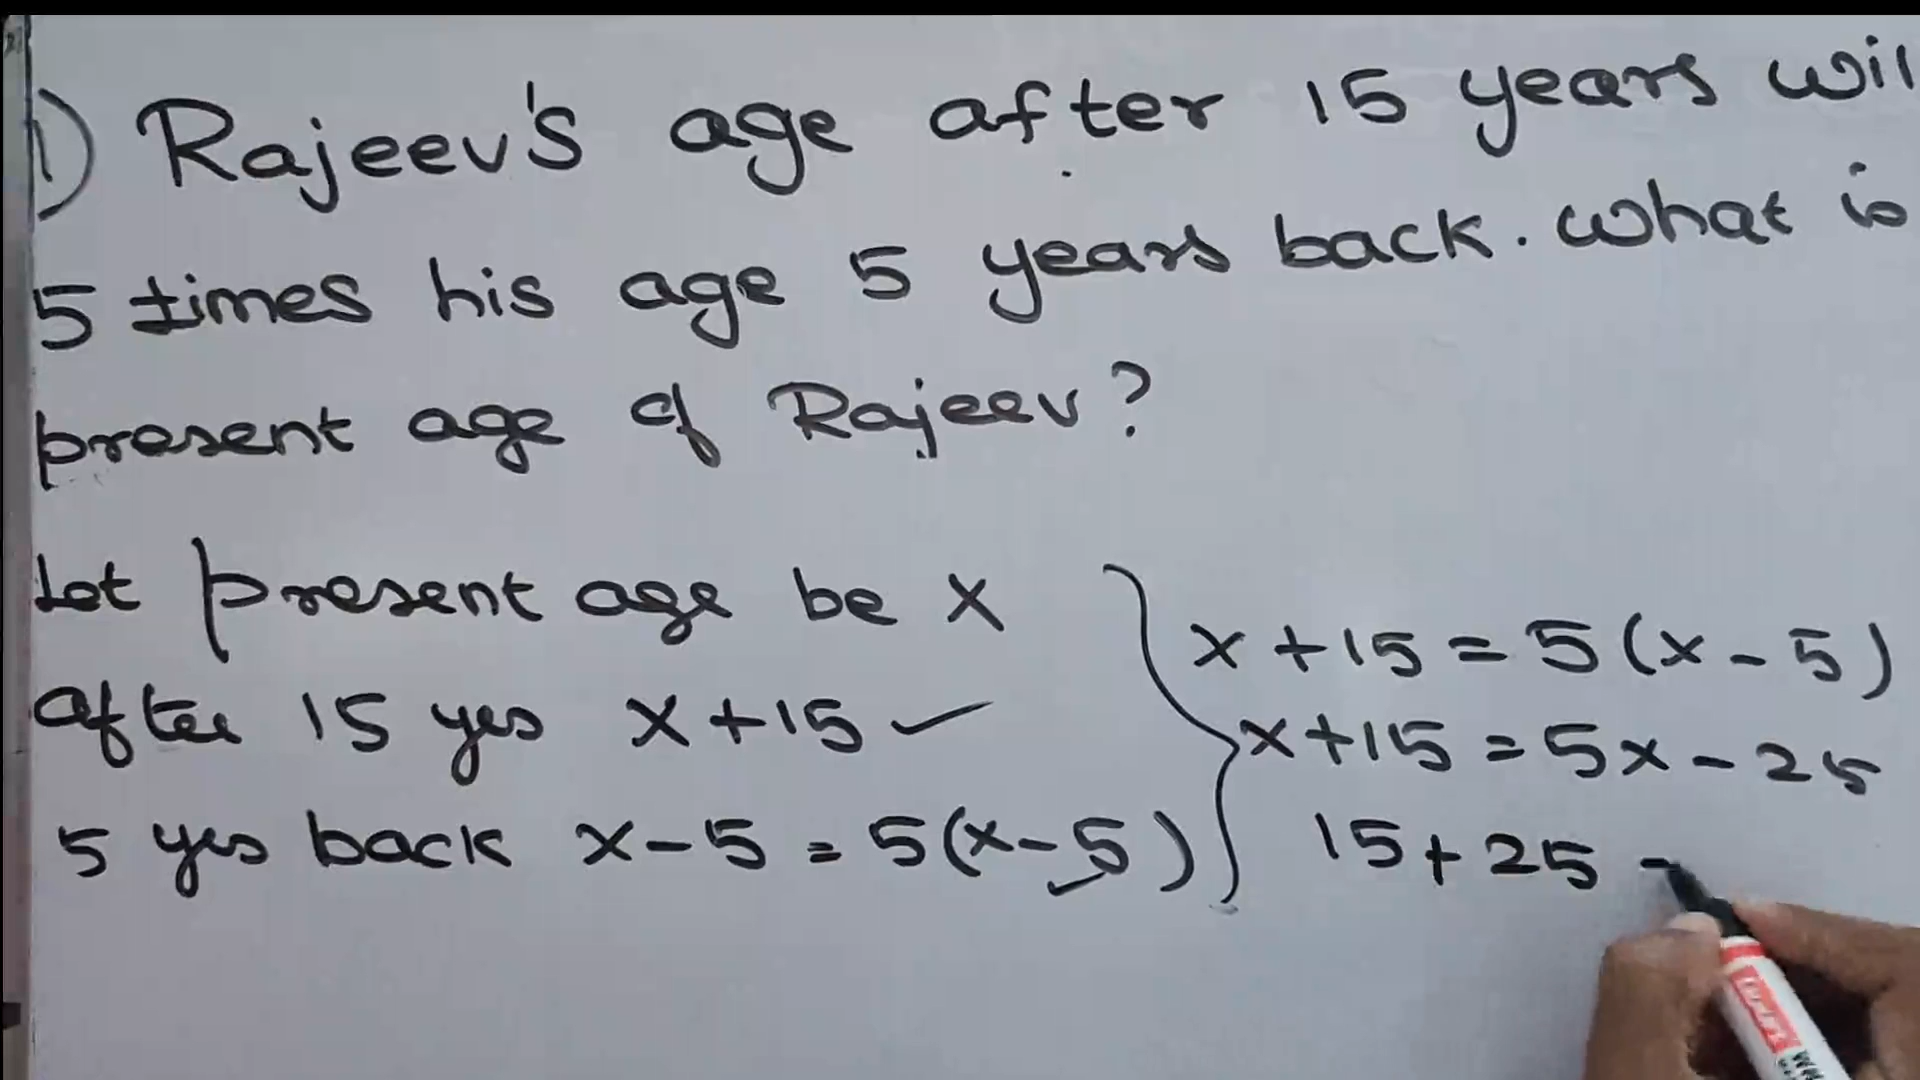 1) Rajeev's age after 15 years wil
5 times his age 5 years back. what is
present age of Rajeev?
Let present age be x
after 15 yrs x+15 ✓
5 yrs back x-5 = 5(x-5)
x+15 = 5(x-5)
x+15 = 5x-25
15+25 -